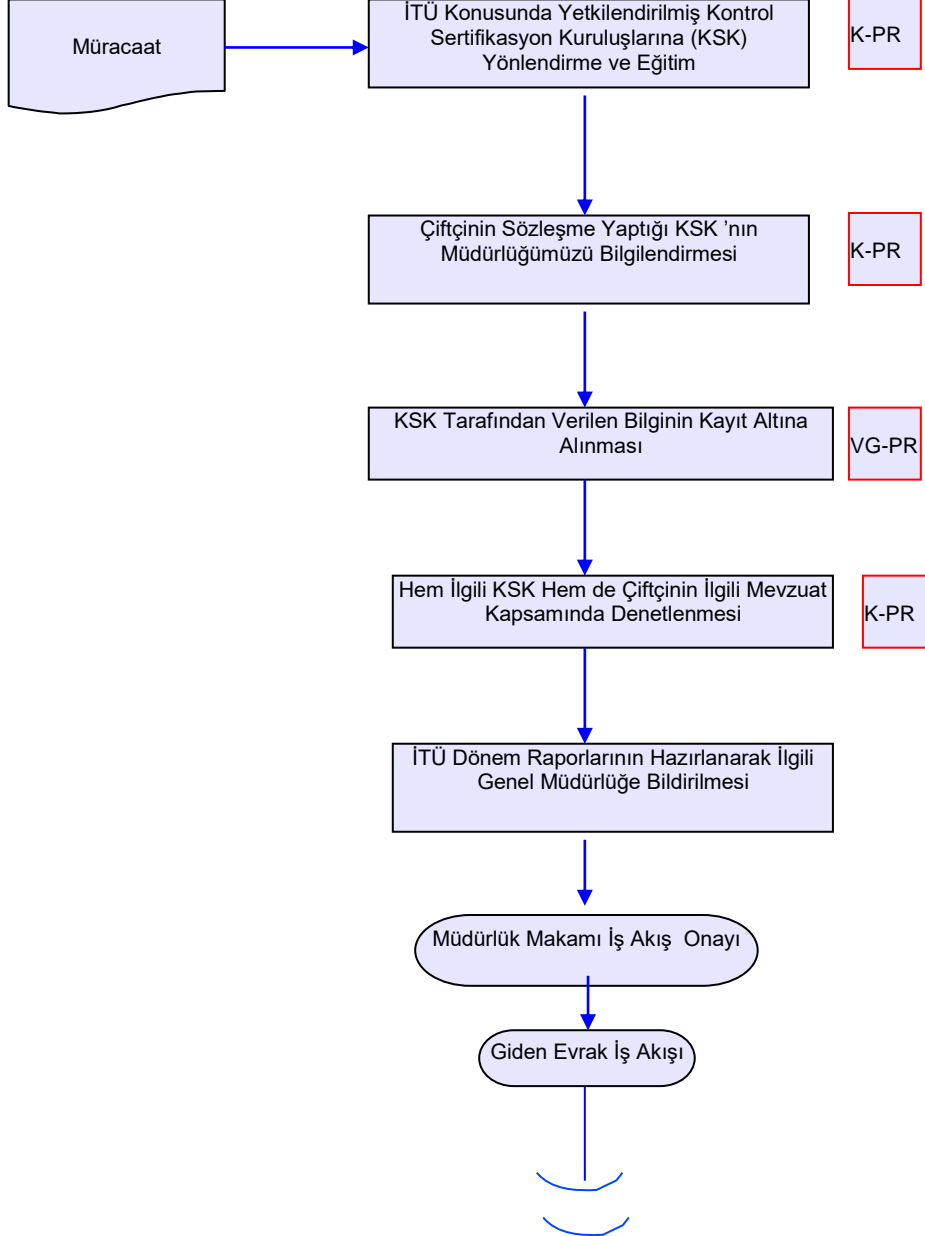 Müracaat
İTÜ Konusunda Yetkilendirilmiş Kontrol
Sertifikasyon Kuruluşlarına (KSK)
Yönlendirme ve Eğitim
K-PR
Çiftçinin Sözleşme Yaptığı KSK ’nın
Müdürlüğümüzü Bilgilendirmesi
K-PR
KSK Tarafından Verilen Bilginin Kayıt Altına
Alınması
VG-PR
Hem İlgili KSK Hem de Çiftçinin İlgili Mevzuat
Kapsamında Denetlenmesi
K-PR
İTÜ Dönem Raporlarının Hazırlanarak İlgili
Genel Müdürlüğe Bildirilmesi
Müdürlük Makamı İş Akış  Onayı
Giden Evrak İş Akışı